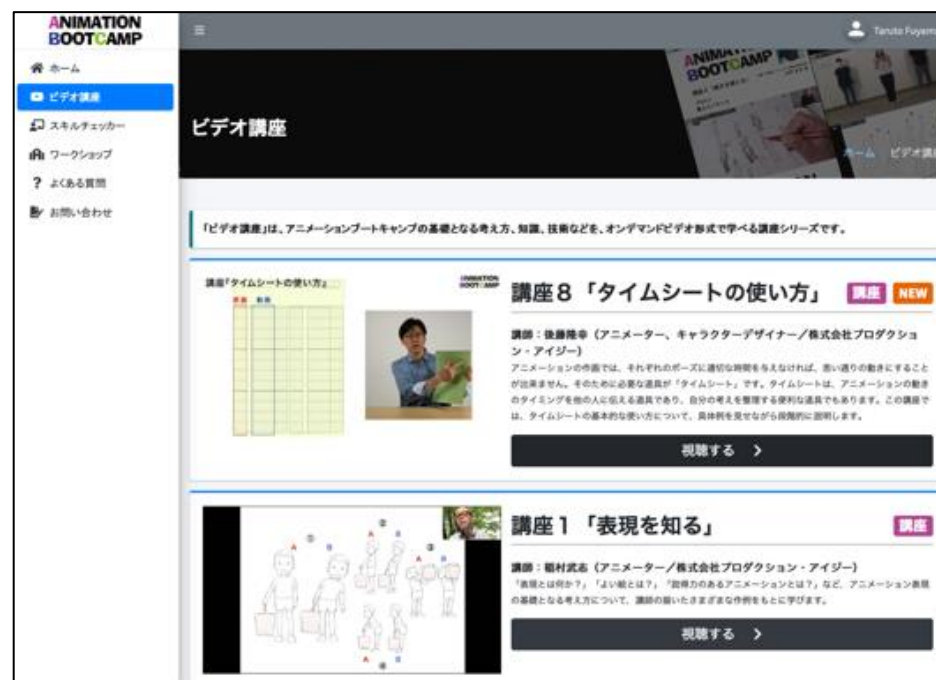 ANIMATION
BOOTCAMP
Taruto Fuyama
ホーム
ビデオ講座
スキルチェッカー
ワークショップ
よくある質問
お問い合わせ
ANIMATION
BOOTCAMP
ビデオ講座
ホーム ビデオ講座
「ビデオ講座」は、アニメーションブートキャンプの基礎となる考え方、知識、技術などを、オンデマンドビデオ形式で学べる講座シリーズです。
講座『タイムシートの使い方』
ANIMATION
BOOTCAMP
原画 動画
講座8「タイムシートの使い方」 講座 NEW
講師:後藤隆幸(アニメーター、キャラクターデザイナー/株式会社プロダクショ
ン・アイジー)
アニメーションの作画では、それぞれのポーズに適切な時間を与えなければ、思い通りの動きにすること
が出来ません。そのために必要な道具が「タイムシート」です。タイムシートは、アニメーションの動き
のタイミングを他の人に伝える道具であり、自分の考えを整理する便利な道具でもあります。この講座で
は、タイムシートの基本的な使い方について、具体例を見せながら段階的に説明します。
視聴する
① ② ③ ④
A B
A B
A B
講座1「表現を知る」 講座
講師:稲村武志(アニメーター/株式会社プロダクション・アイジー)
「表現とは何か?」「よい絵とは?」「説得力のあるアニメーションとは?」など、アニメーション表現
の基礎となる考え方について、講師の描いたさまざまな作例をもとに学びます。
視聴する